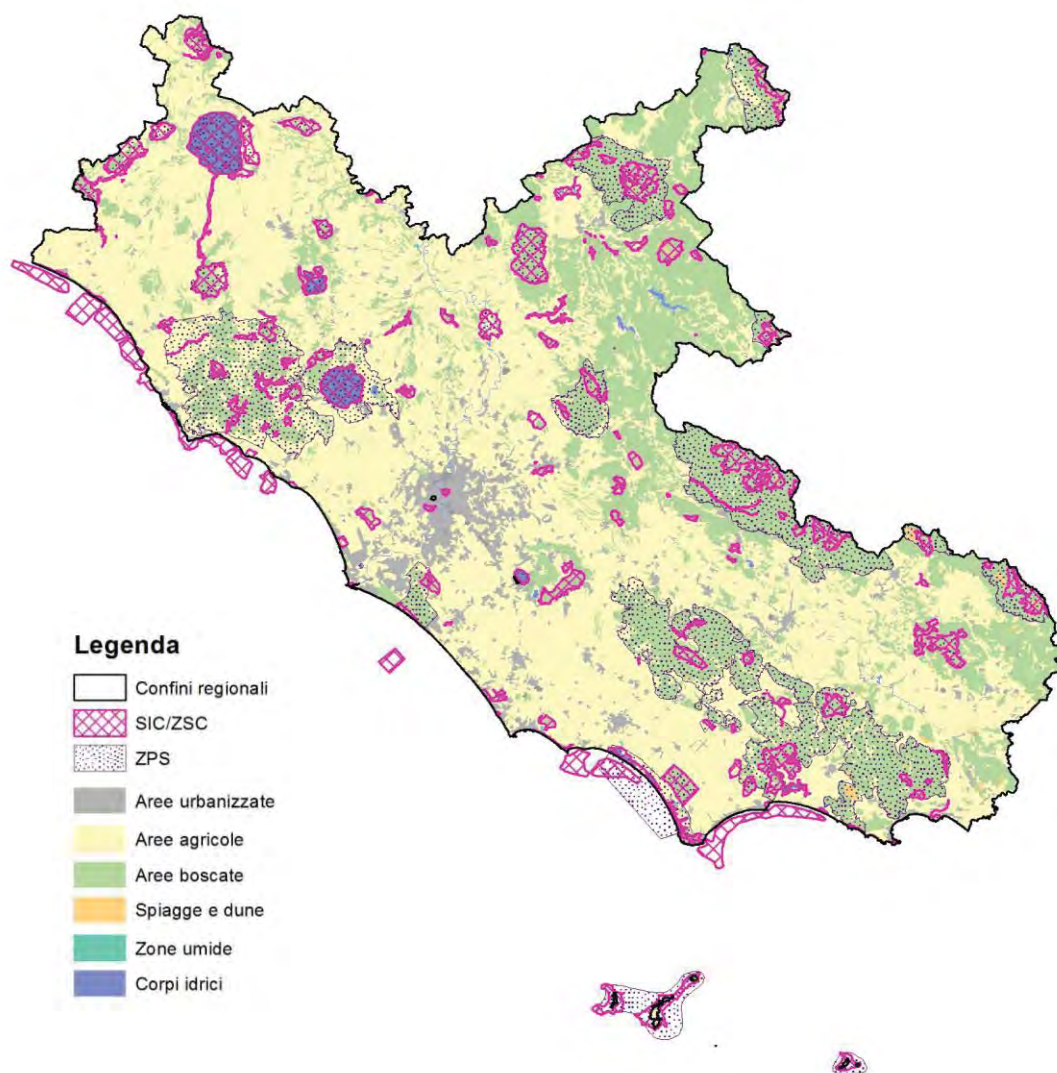 Legenda
Confini regionali
SIC/ZSC
ZPS
Aree urbanizzate
Aree agricole
Aree boscate
Spiagge e dune
Zone umide
Corpi idrici